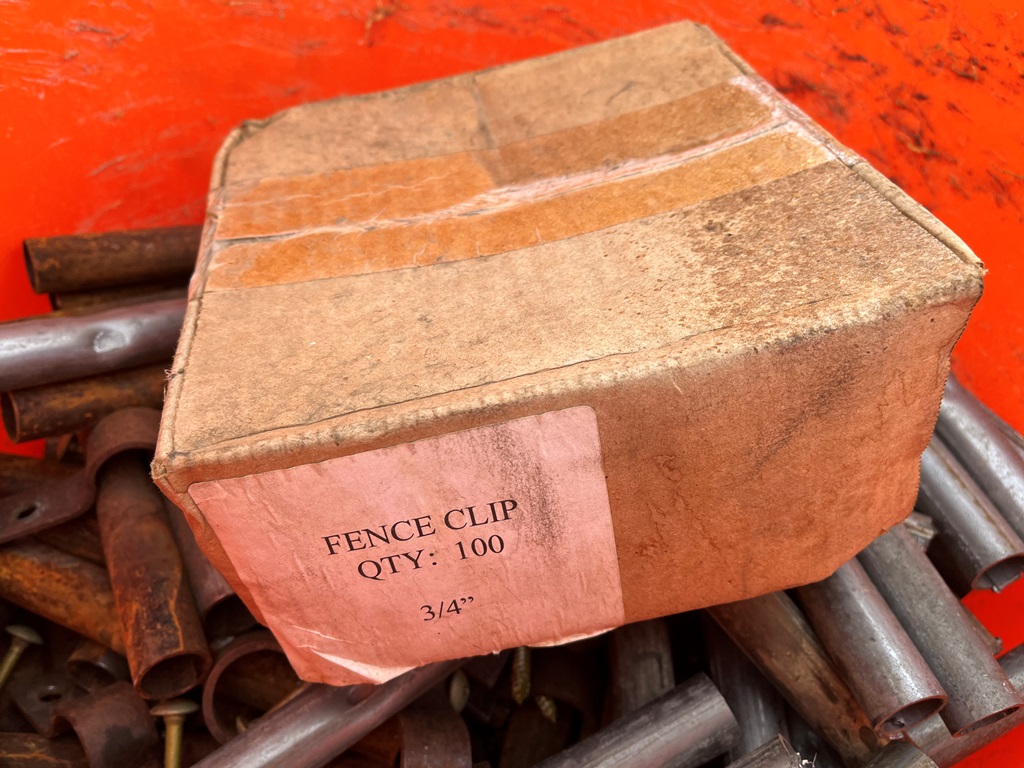 FENCE CLIP
QTY: 100
3/4”